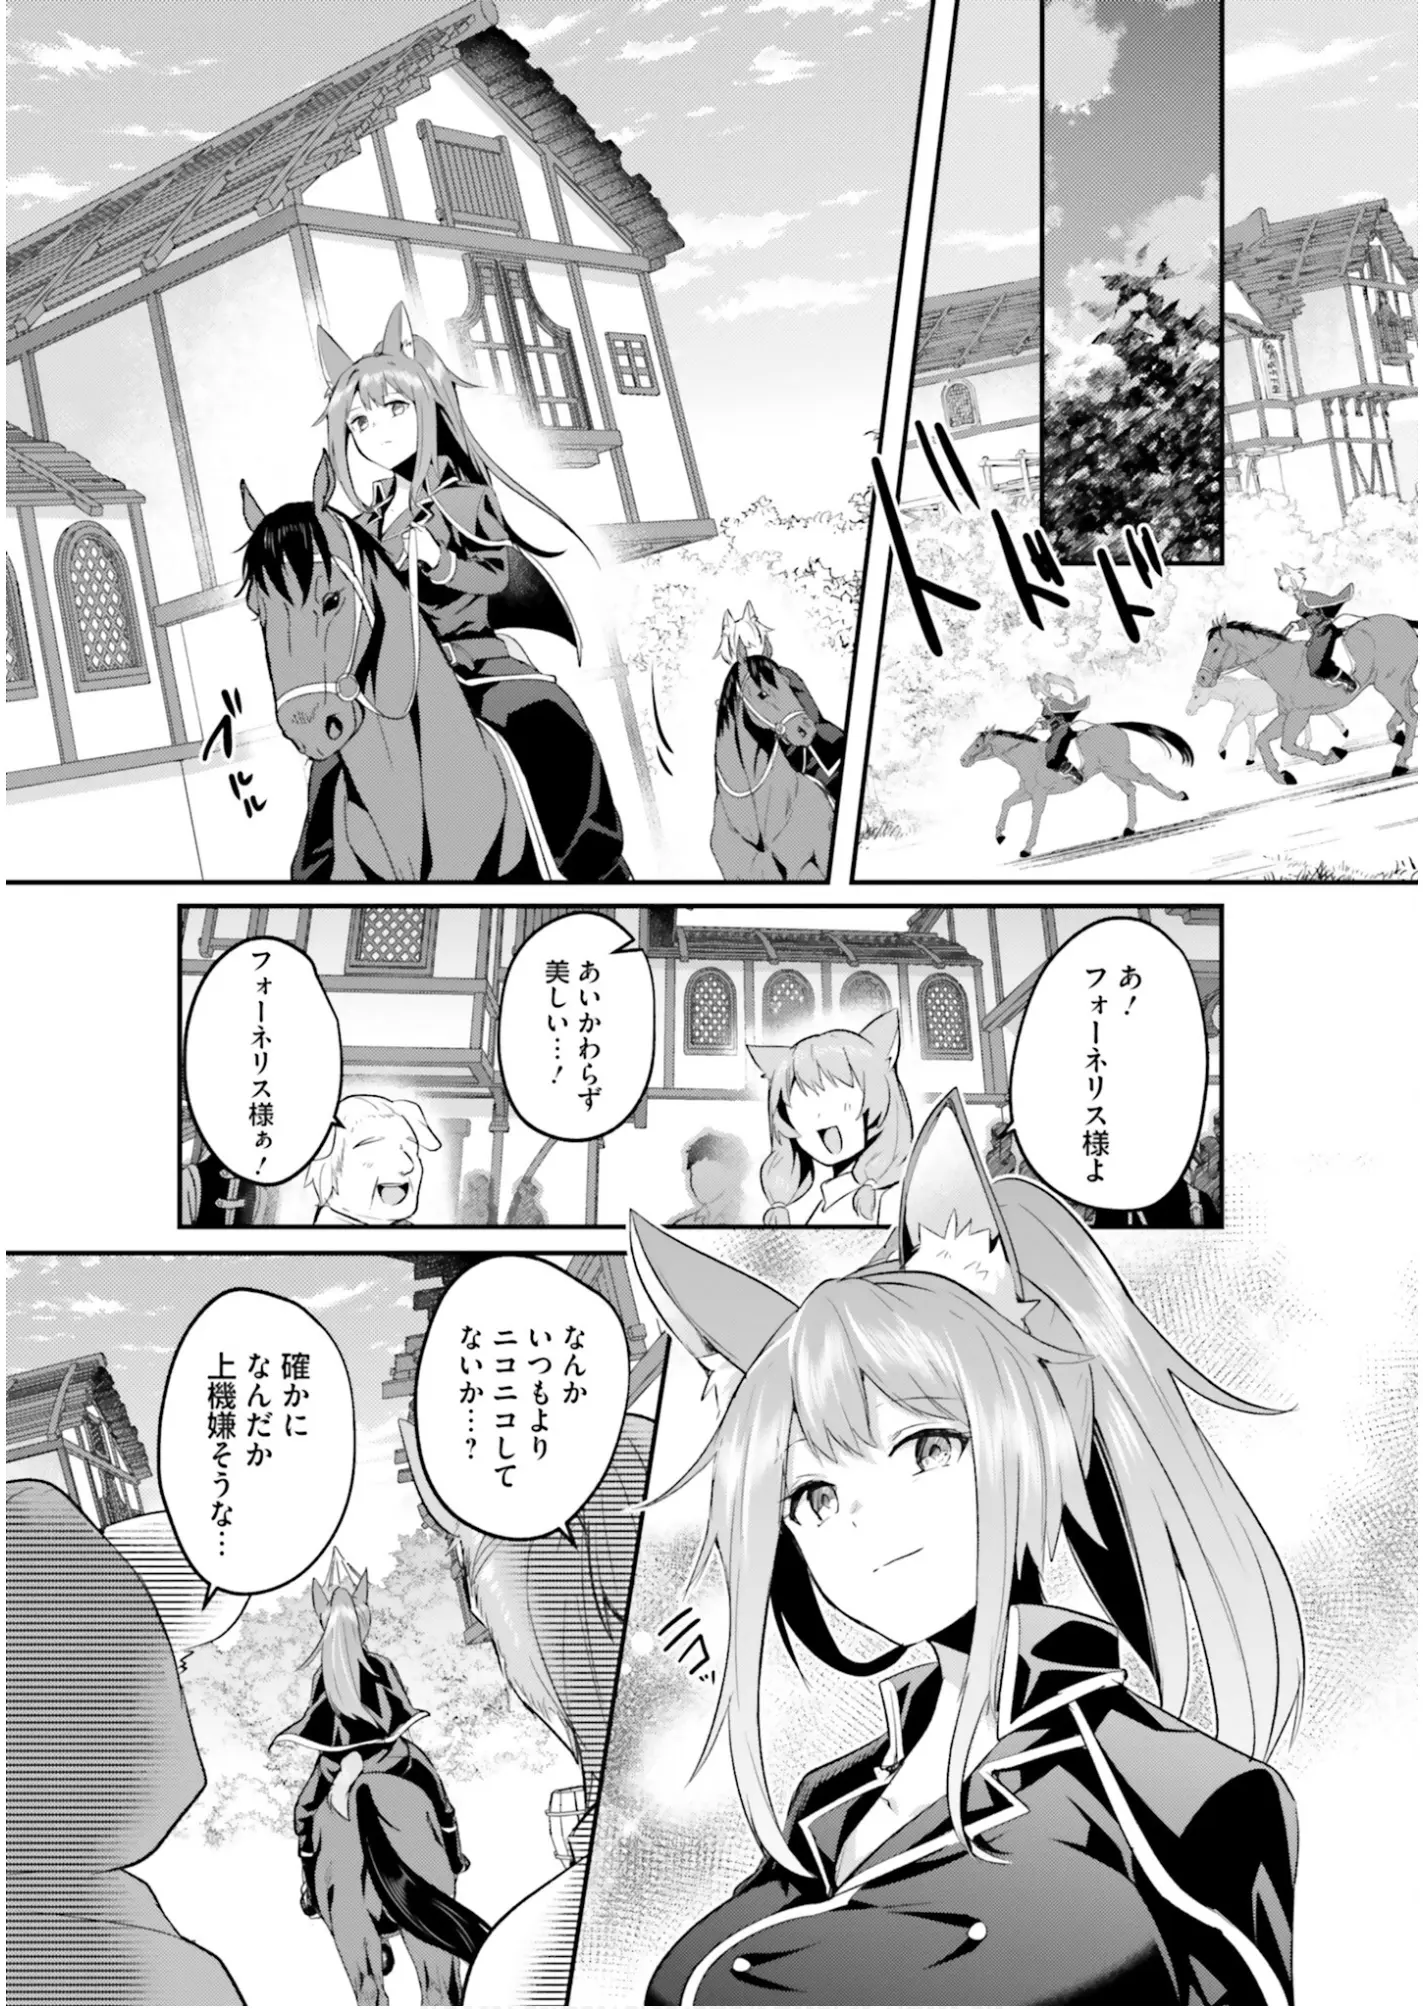 ドドド
ブルルル
あ！
フォーネリス様よ
あいかわらず
美しい…！
フォーネリス様ぁ！
ニコッ
なんか
いつもより
ニコニコして
ないか…？
確かに
なんだか
上機嫌そうな…